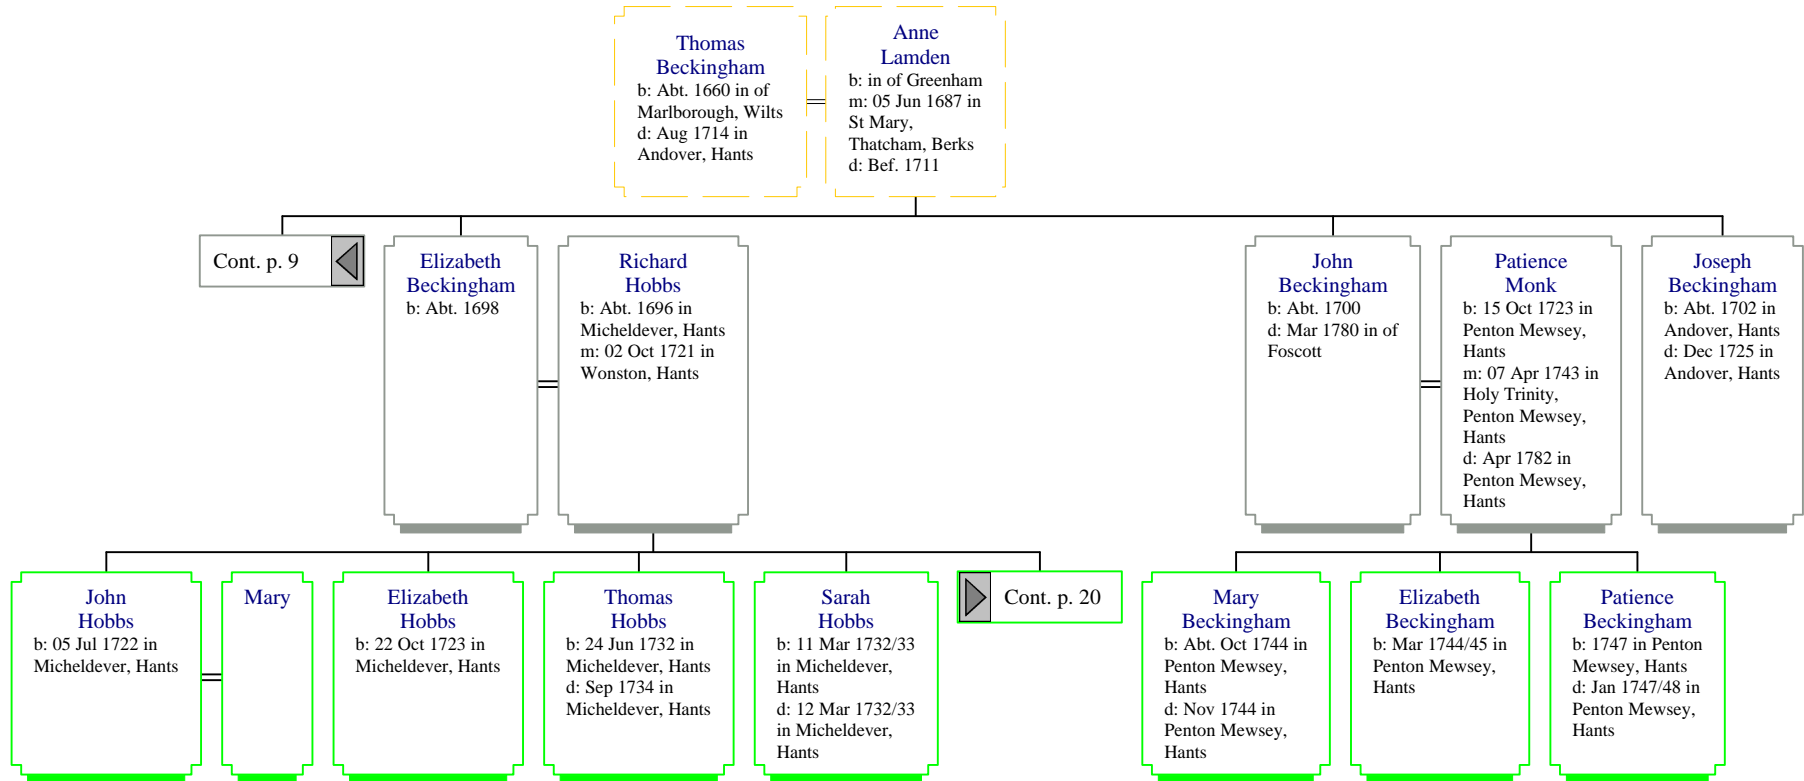 Thomas
Beckingham
b: Abt. 1660 in of
Marlborough, Wilts
d: Aug 1714 in
Andover, Hants
Anne
Lamden
b: in of Greenham
m: 05 Jun 1687 in
St Mary,
Thatcham, Berks
d: Bef. 1711
Cont. p. 9
Elizabeth
Beckingham
b: Abt. 1698
Richard
Hobbs
b: Abt. 1696 in
Micheldever, Hants
m: 02 Oct 1721 in
Wonston, Hants
John
Beckingham
b: Abt. 1700
d: Mar 1780 in of
Foscott
Patience
Monk
b: 15 Oct 1723 in
Penton Mewsey,
Hants
m: 07 Apr 1743 in
Holy Trinity,
Penton Mewsey,
Hants
d: Apr 1782 in
Penton Mewsey,
Hants
Joseph
Beckingham
b: Abt. 1702 in
Andover, Hants
d: Dec 1725 in
Andover, Hants
John
Hobbs
b: 05 Jul 1722 in
Micheldever, Hants
Mary
Elizabeth
Hobbs
b: 22 Oct 1723 in
Micheldever, Hants
Thomas
Hobbs
b: 24 Jun 1732 in
Micheldever, Hants
d: Sep 1734 in
Micheldever, Hants
Sarah
Hobbs
b: 11 Mar 1732/33
in Micheldever,
Hants
d: 12 Mar 1732/33
in Micheldever,
Hants
Cont. p. 20
Mary
Beckingham
b: Abt. Oct 1744 in
Penton Mewsey,
Hants
d: Nov 1744 in
Penton Mewsey,
Hants
Elizabeth
Beckingham
b: Mar 1744/45 in
Penton Mewsey,
Hants
Patience
Beckingham
b: 1747 in Penton
Mewsey, Hants
d: Jan 1747/48 in
Penton Mewsey,
Hants